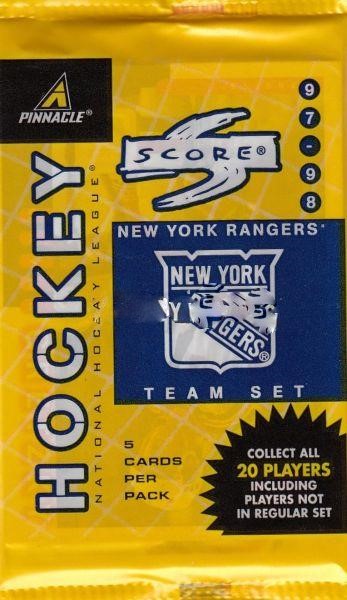 PINNACLE®
HOCKEY
NATIONAL HOCKEY LEAGUE®
97-98
SCORE®
NEW YORK RANGERS
NEW YORK
GERS®
TEAM SET
5
CARDS
PER
PACK
COLLECT ALL
20 PLAYERS
INCLUDING
PLAYERS NOT
IN REGULAR SET